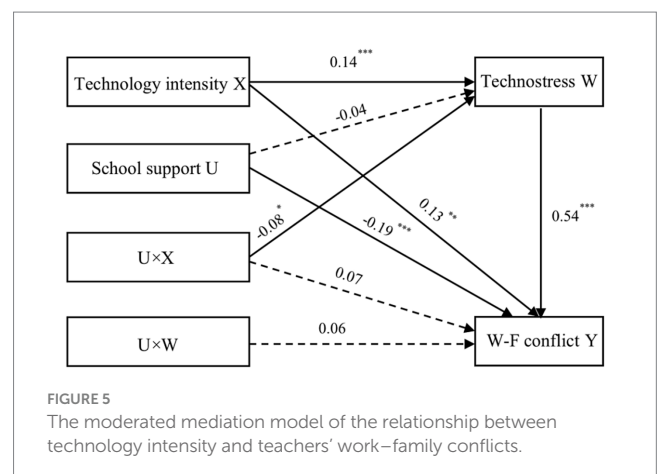 0.14***
Technology intensity X
Technostress W
-0.04
School support U
-0.08*
-0.19***
0.13**
0.54***
U×X
0.07
U×W
0.06
W-F conflict Y
FIGURE 5
The moderated mediation model of the relationship between
technology intensity and teachers' work–family conflicts.